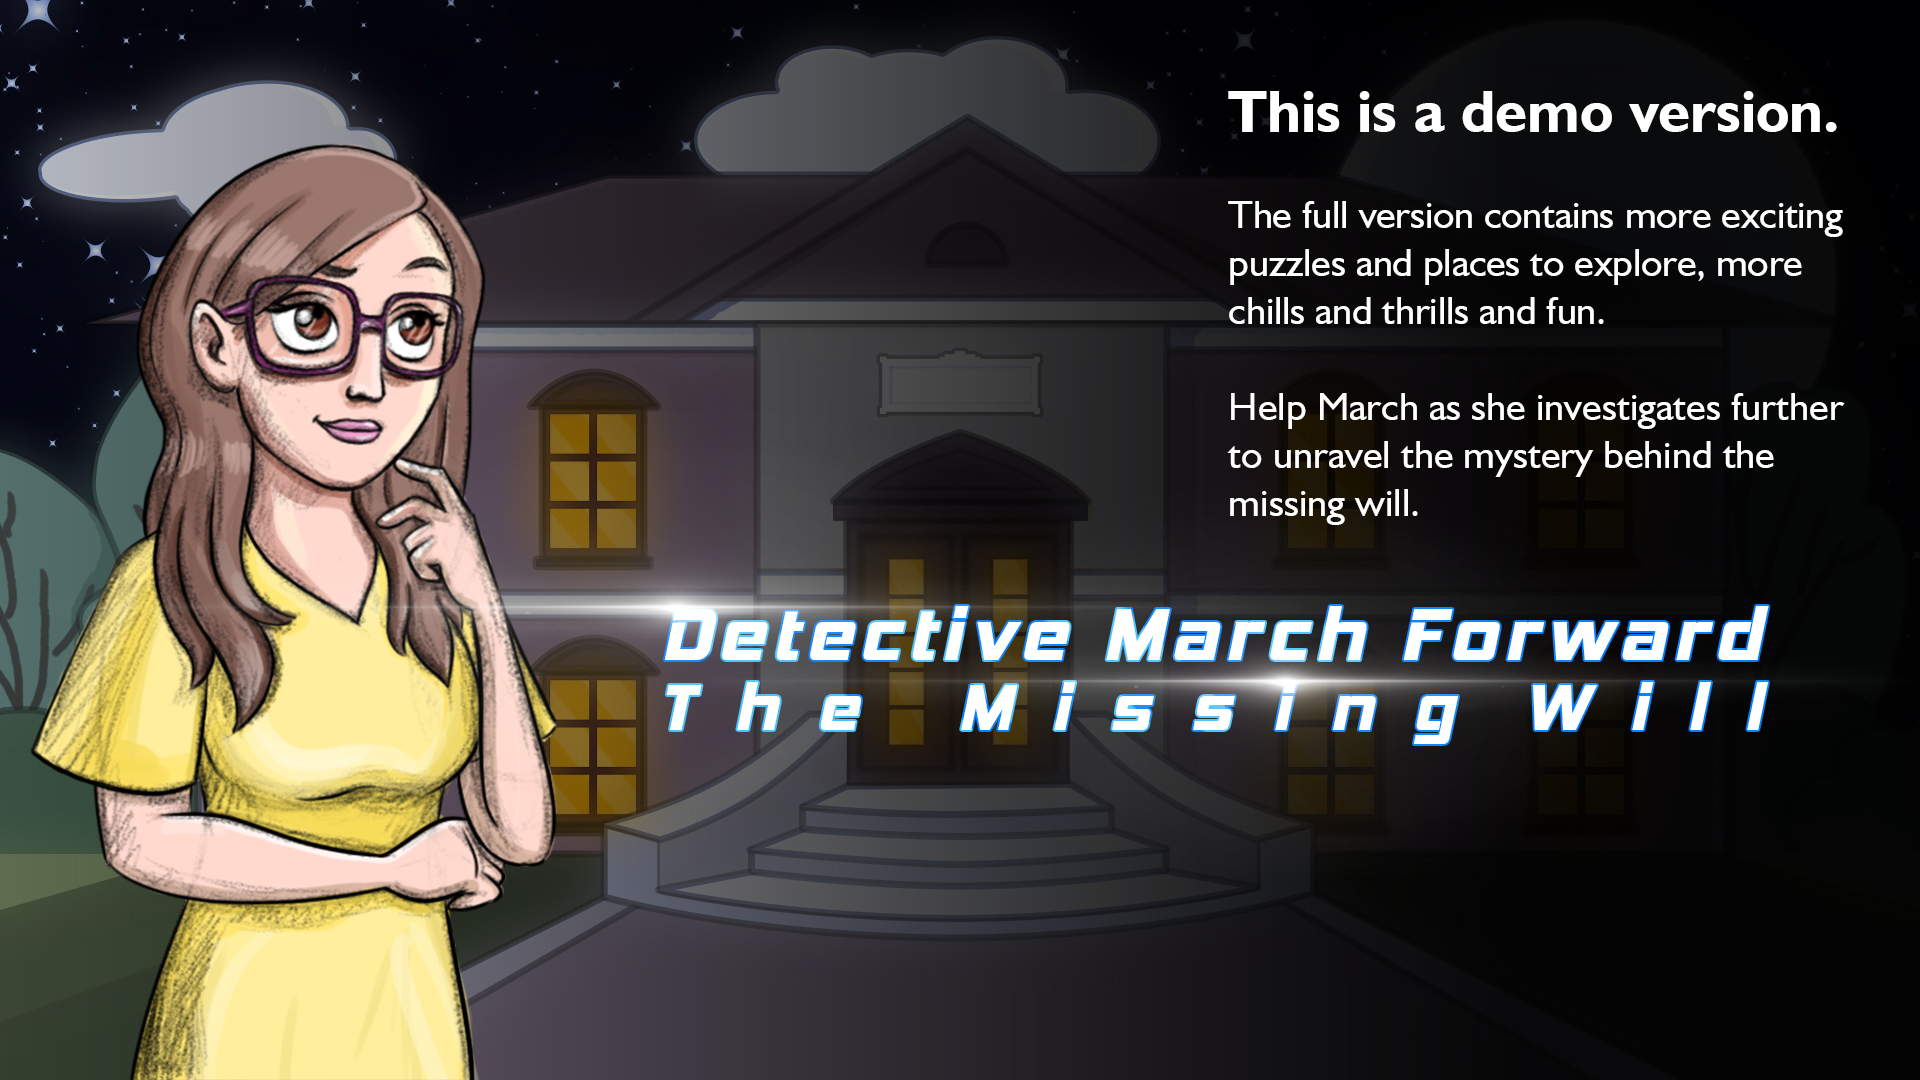 This is a demo version.
The full version contains more exciting
puzzles and places to explore, more
chills and thrills and fun.
Help March as she investigates further
to unravel the mystery behind the
missing will.
Detective March Forward
The Missing Will